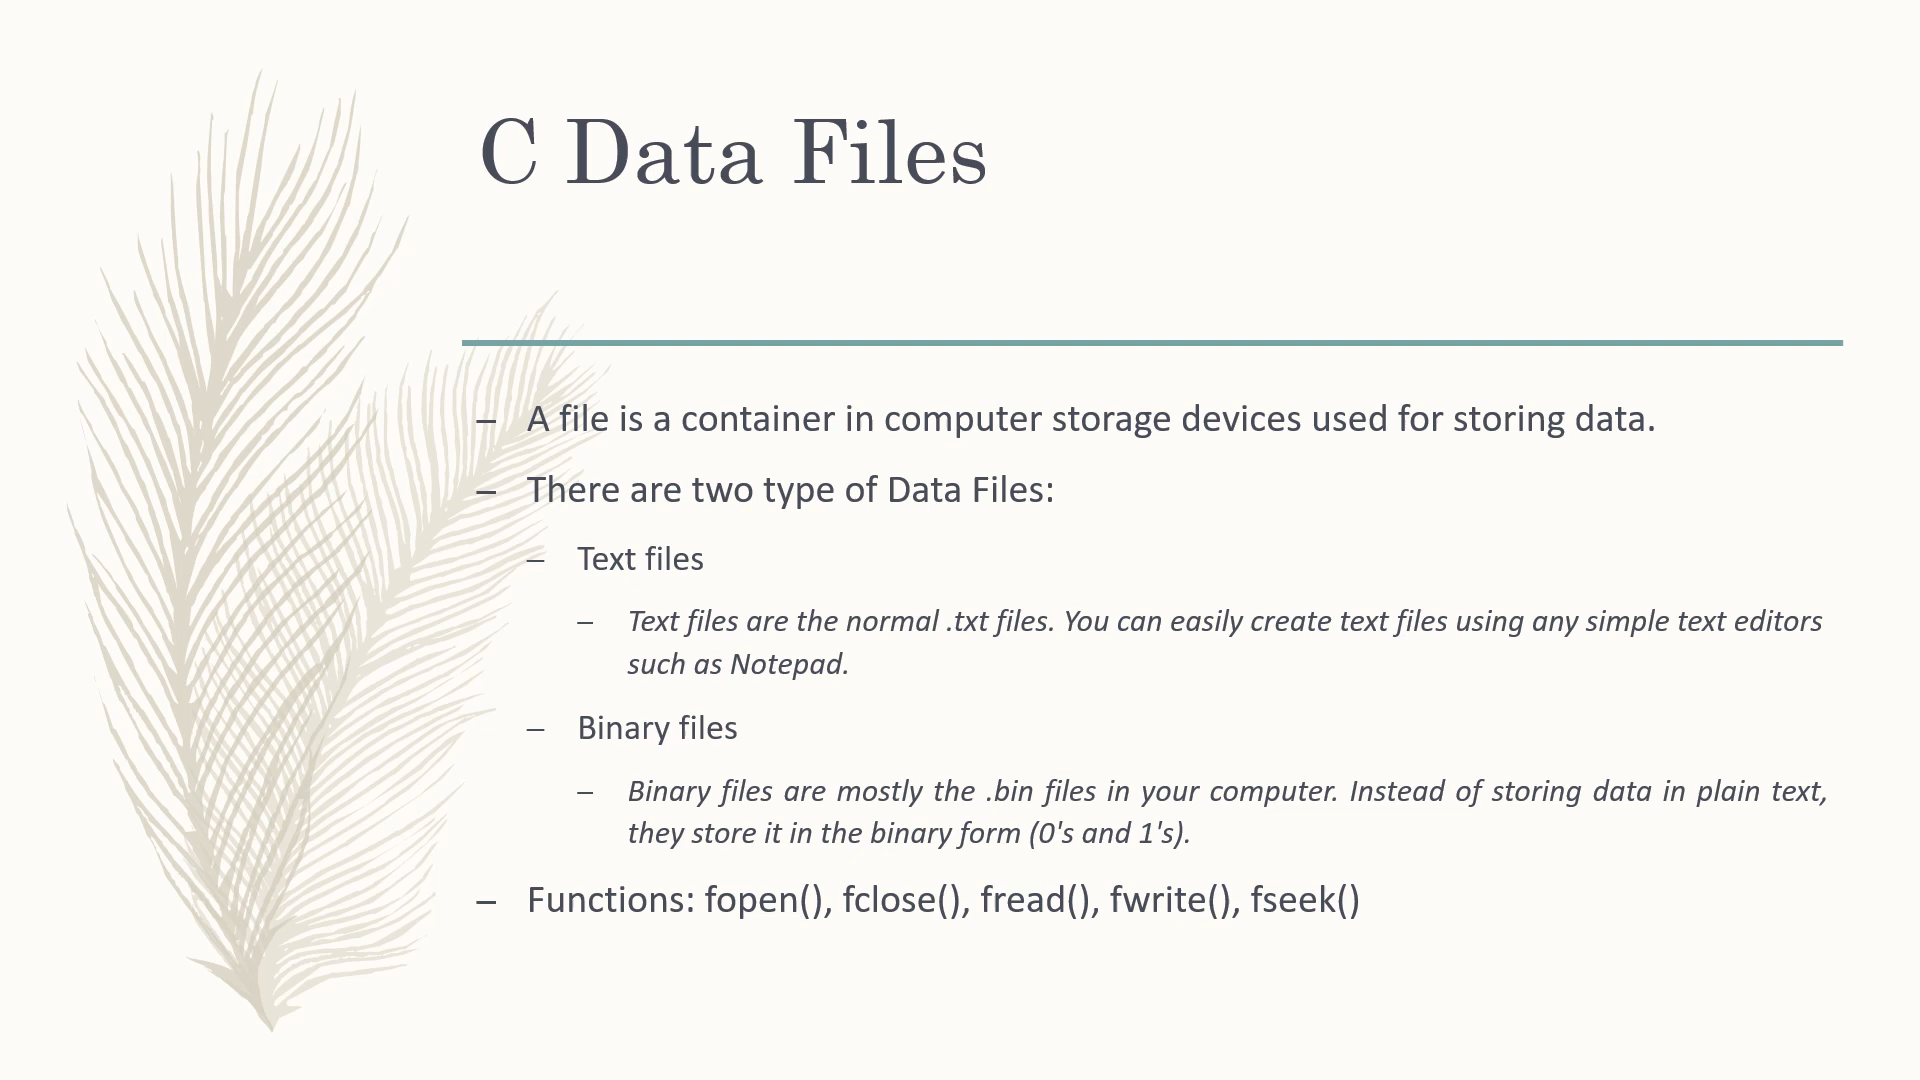 C Data Files
– A file is a container in computer storage devices used for storing data.
– There are two type of Data Files:
– Text files
– Text files are the normal .txt files. You can easily create text files using any simple text editors
such as Notepad.
– Binary files
– Binary files are mostly the .bin files in your computer. Instead of storing data in plain text,
they store it in the binary form (0's and 1's).
– Functions: fopen(), fclose(), fread(), fwrite(), fseek()